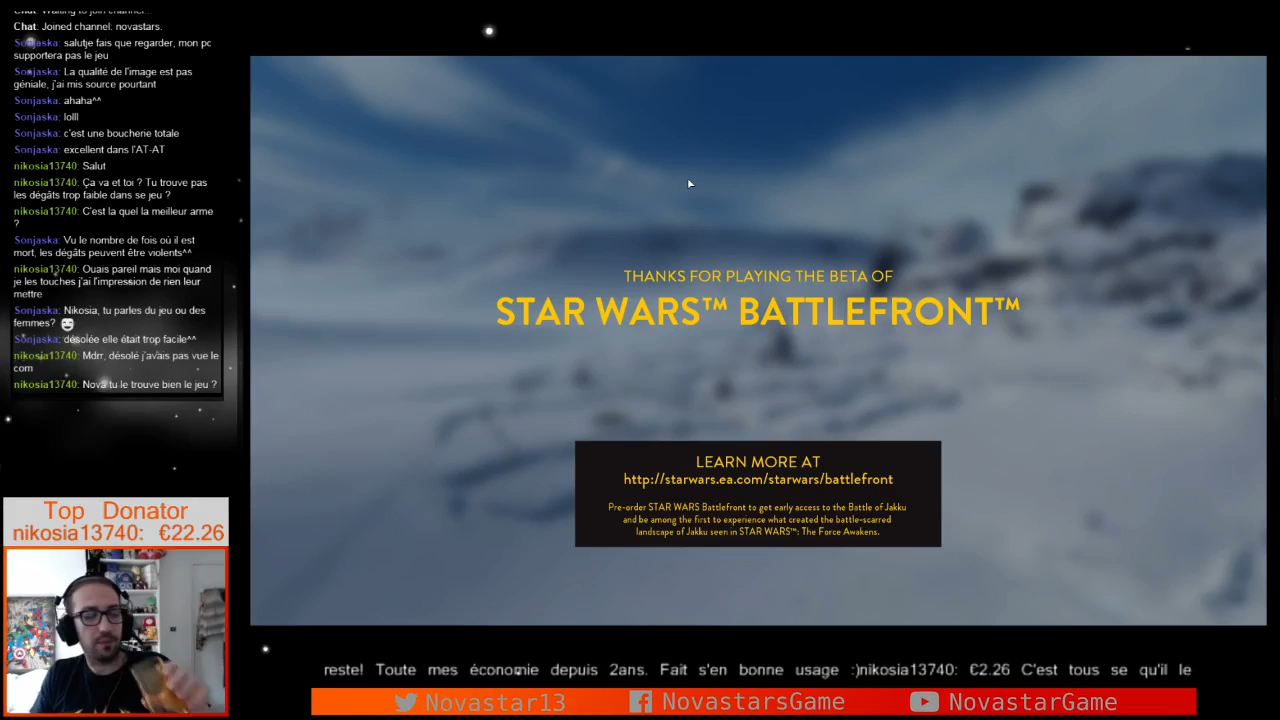 Chat: Waiting to join channel...
Chat: Joined channel: novastars.
Sonjaska: salutje fais que regarder, mon pc
supportera pas le jeu
Sonjaska: La qualité de l'image est pas
géniale, j'ai mis source pourtant
Sonjaska: ahaha^^
Sonjaska: lolll
Sonjaska: c'est une boucherie totale
Sonjaska: excellent dans l'AT-AT
nikosia13740: Salut
nikosia13740: Ça va et toi ? Tu trouve pas
les dégâts trop faible dans se jeu ?
nikosia13740: C'est la quel la meilleur arme
?
Sonjaska: Vu le nombre de fois où il est
mort, les dégâts peuvent être violents^^
nikosia13740: Ouais pareil mais moi quand
je les touches j'ai l'impression de rien leur
mettre
Sonjaska: Nikosia, tu parles du jeu ou des
femmes?
Sonjaska: désolée elle était trop facile^^
nikosia13740: Mdrr, désolé j'avais pas vue le
com
nikosia13740: Nova tu le trouve bien le jeu ?
THANKS FOR PLAYING THE BETA OF
STAR WARS™ BATTLEFRONT™
LEARN MORE AT
http://starwars.ea.com/starwars/battlefront
Pre-order STAR WARS Battlefront to get early access to the Battle of Jakku
and be among the first to experience what created the battle-scarred
landscape of Jakku seen in STAR WARS™: The Force Awakens.
Top Donator
nikosia13740: €22.26
reste! Toute mes économie depuis 2ans. Fait s'en bonne usage :)nikosia13740: €2.26 C'est tous se qu'il le
Novastar13 NovastarsGame NovastarGame